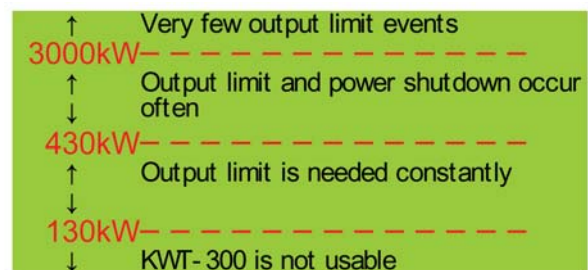 ↑ Very few output limit events
3000kW
↑ Output limit and power shutdown occur
↓ often
430kW
↑ Output limit is needed constantly
↓
130kW
↓ KWT-300 is not usable